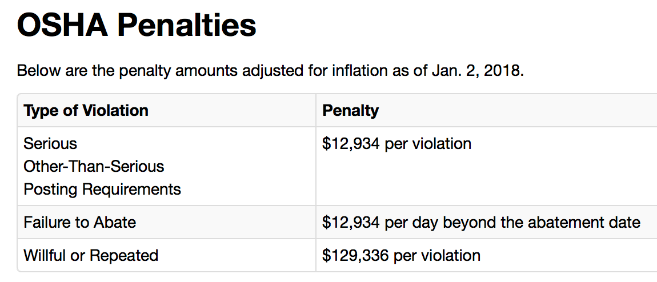 OSHA Penalties
Below are the penalty amounts adjusted for inflation as of Jan. 2, 2018.
Type of Violation Penalty
Serious $12,934 per violation
Other-Than-Serious
Posting Requirements
Failure to Abate $12,934 per day beyond the abatement date
Willful or Repeated $129,336 per violation